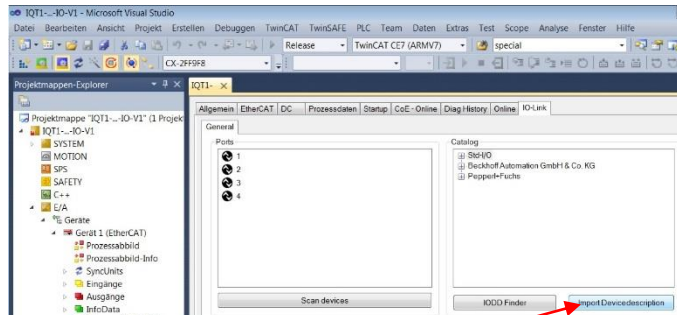 IQT1-...-IO-V1 - Microsoft Visual Studio
Datei Bearbeiten Ansicht Projekt Erstellen Debuggen TwinCAT TwinSAFE PLC Team Daten Extras Test Scope Analyse Fenster Hilfe
Release TwinCAT CE7 (ARMV7) special
CX-2FF9F8
Projektmappen-Explorer
IQT1-
Projektmappe "IQT1-...-IO-V1" (1 Projek
IQT1-...-IO-V1
SYSTEM
MOTION
SPS
SAFETY
C++
E/A
Geräte
Gerät 1 (EtherCAT)
Prozessabbild
Prozessabbild-Info
SyncUnits
Eingänge
Ausgänge
InfoData
Allgemein EtherCAT DC Prozessdaten Startup CoE - Online Diag History Online IO-Link
General
Ports
1
2
3
4
Scan devices
Catalog
Std-I/O
Beckhoff Automation GmbH & Co. KG
Pepperl+Fuchs
IODD Finder Import Devicedescription